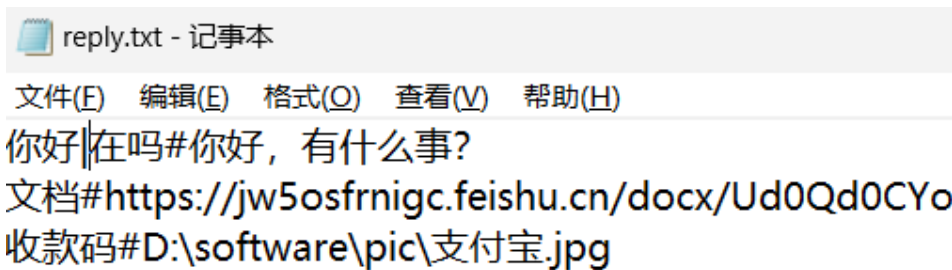 reply.txt - 记事本
文件(F) 编辑(E) 格式(O) 查看(V) 帮助(H)
你好|在吗#你好，有什么事?
文档#https://jw5osfrnigc.feishu.cn/docx/Ud0Qd0CYo
收款码#D:\software\pic\支付宝.jpg